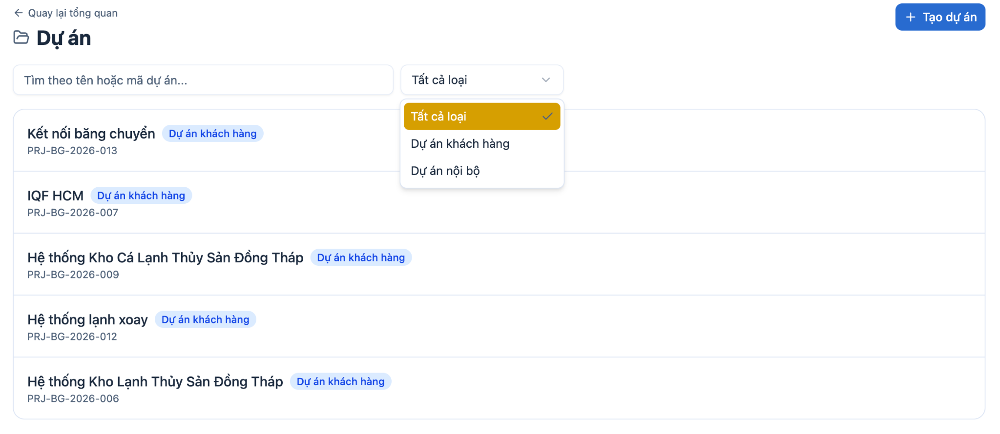 Quay lại tổng quan
Tạo dự án
Dự án
Tìm theo tên hoặc mã dự án...
Tất cả loại
Tất cả loại
Dự án khách hàng
Dự án nội bộ
Kết nối băng chuyển Dự án khách hàng
PRJ-BG-2026-013
IQF HCM Dự án khách hàng
PRJ-BG-2026-007
Hệ thống Kho Cá Lạnh Thủy Sản Đồng Tháp Dự án khách hàng
PRJ-BG-2026-009
Hệ thống lạnh xoay Dự án khách hàng
PRJ-BG-2026-012
Hệ thống Kho Lạnh Thủy Sản Đồng Tháp Dự án khách hàng
PRJ-BG-2026-006